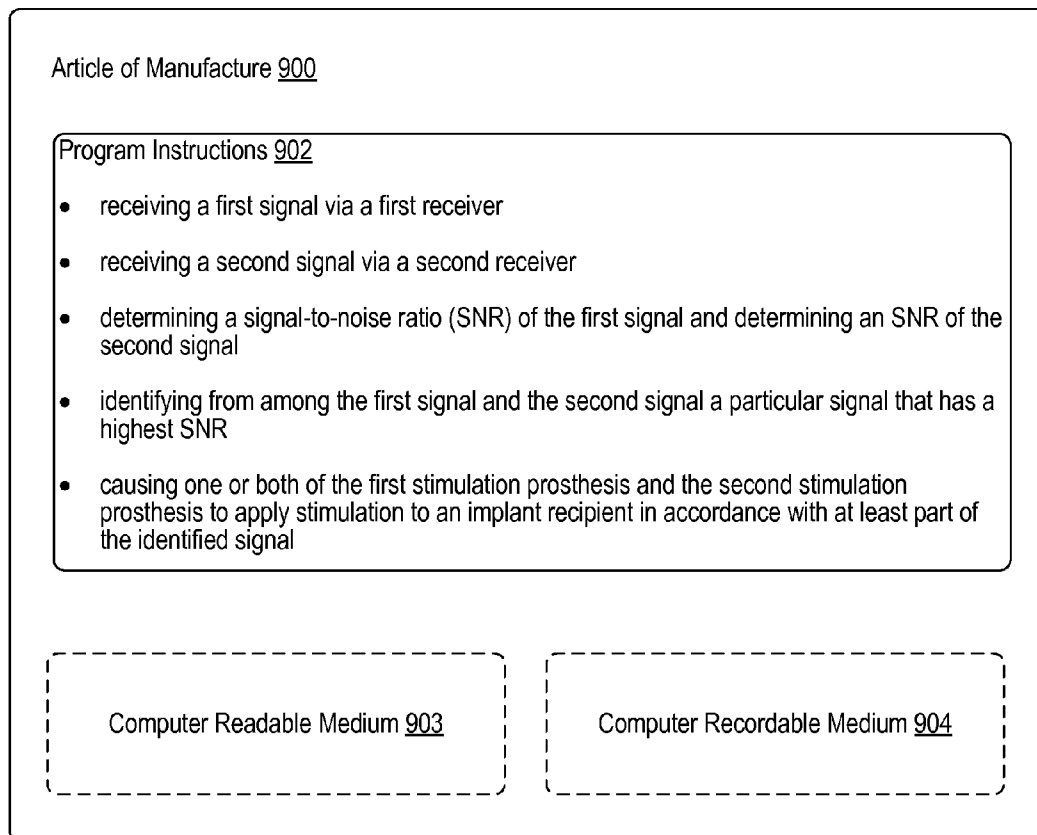 Article of Manufacture 900
Program Instructions 902
• receiving a first signal via a first receiver
• receiving a second signal via a second receiver
• determining a signal-to-noise ratio (SNR) of the first signal and determining an SNR of the
second signal
• identifying from among the first signal and the second signal a particular signal that has a
highest SNR
• causing one or both of the first stimulation prosthesis and the second stimulation
prosthesis to apply stimulation to an implant recipient in accordance with at least part of
the identified signal
Computer Readable Medium 903
Computer Recordable Medium 904